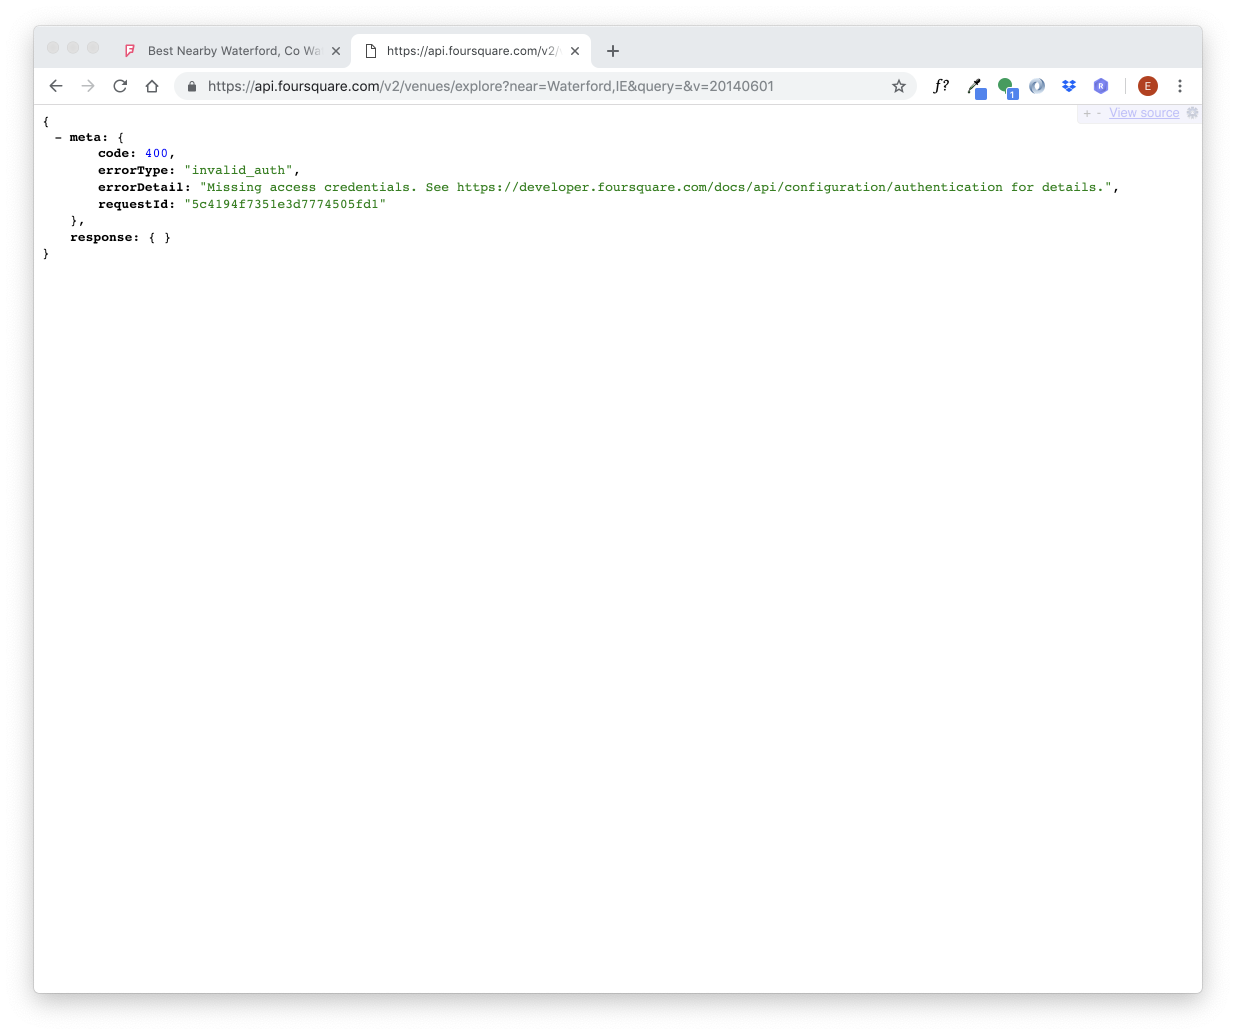 Best Nearby Waterford, Co Wa
https://api.foursquare.com/v2/
https://api.foursquare.com/v2/venues/explore?near=Waterford,IE&query=&v=20140601
f?
1
R
E
+ - View source
{
- meta: {
code: 400,
errorType: "invalid_auth",
errorDetail: "Missing access credentials. See https://developer.foursquare.com/docs/api/configuration/authentication for details.",
requestId: "5c4194f7351e3d7774505fd1"
},
response: { }
}